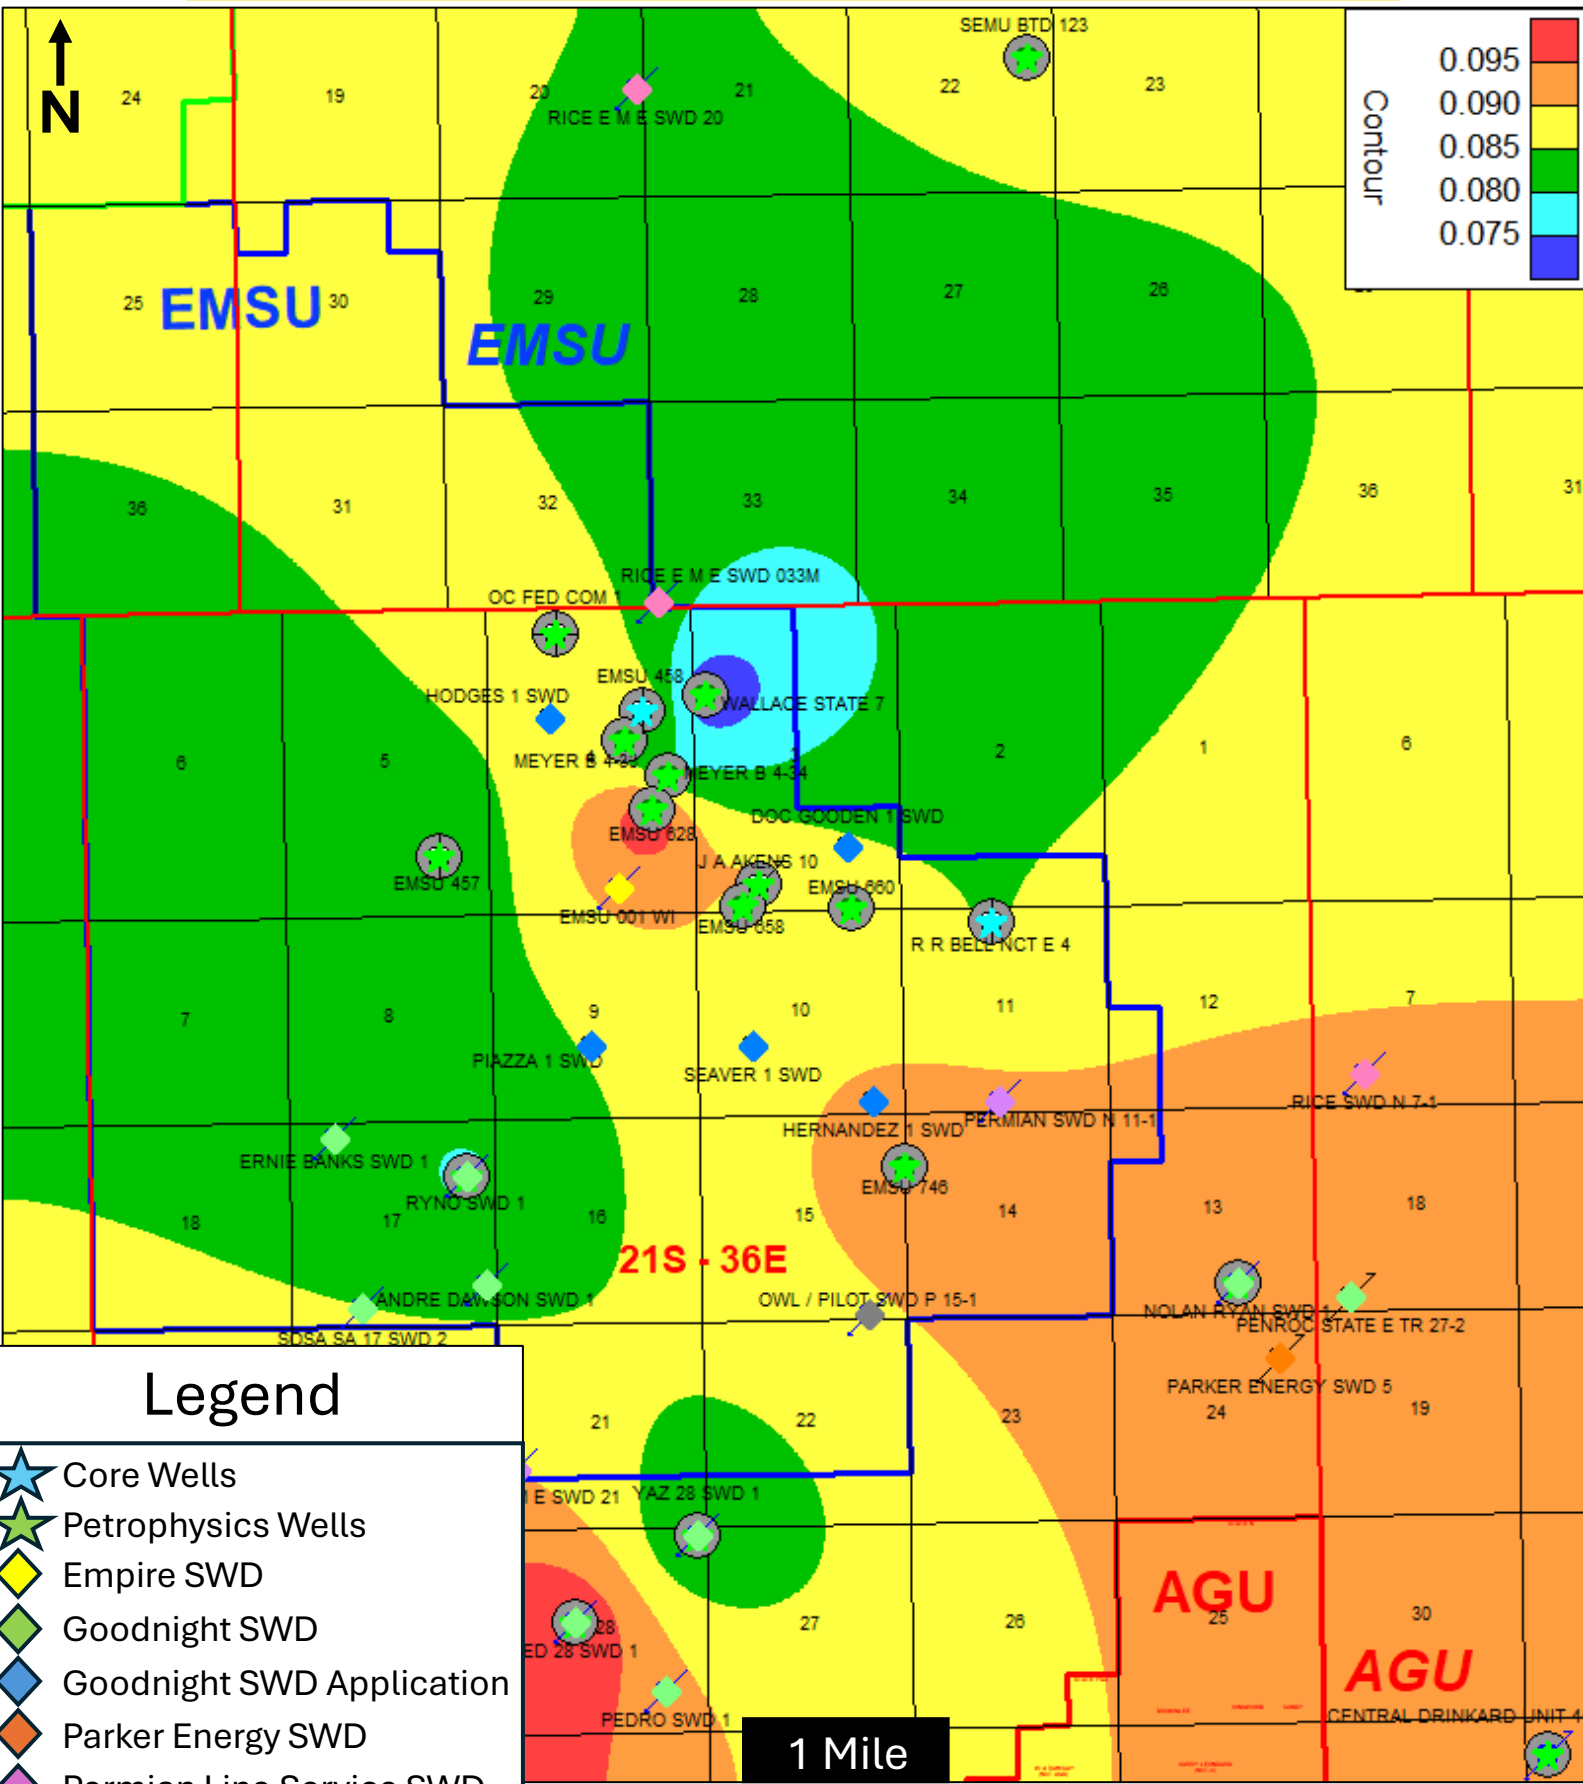 SEMU BTD 123
N
24
19
20
21
22
23
RICE E M E SWD 20
Contour
0.095
0.090
0.085
0.080
0.075
25
EMSU
30
29
EMSU
28
27
26
36
31
32
33
34
35
36
31
RICE E M E SWD 033M
OC FED COM 1
EMSU 458
HODGES 1 SWD
WALLACE STATE 7
6
5
MEYER B 4-33
MEYER B 4-34
2
1
6
DOC GOODEN 1 SWD
EMSU 628
J A AKENS 10
EMSU 457
EMSU 660
EMSU 001 WI
EMSU 658
R R BELL NCT E 4
7
8
9
10
11
12
7
PIAZZA 1 SWD
SEAVER 1 SWD
RICE SWD N 7-1
HERNANDEZ 1 SWD
PERMIAN SWD N 11-1
ERNIE BANKS SWD 1
RYNO SWD 1
EMSU 746
18
17
16
15
14
13
18
21S - 36E
ANDRE DAWSON SWD 1
OWL / PILOT SWD P 15-1
NOLAN RYAN SWD 1
PENROC STATE E TR 27-2
SOSA SA 17 SWD 2
PARKER ENERGY SWD 5
21
22
23
24
19
E SWD 21
YAZ 28 SWD 1
28
27
26
AGU
25
30
ED 28 SWD 1
AGU
PEDRO SWD 1
CENTRAL DRINKARD UNIT 4
1 Mile
Legend
Core Wells
Petrophysics Wells
Empire SWD
Goodnight SWD
Goodnight SWD Application
Parker Energy SWD
Permian Line Service SWD